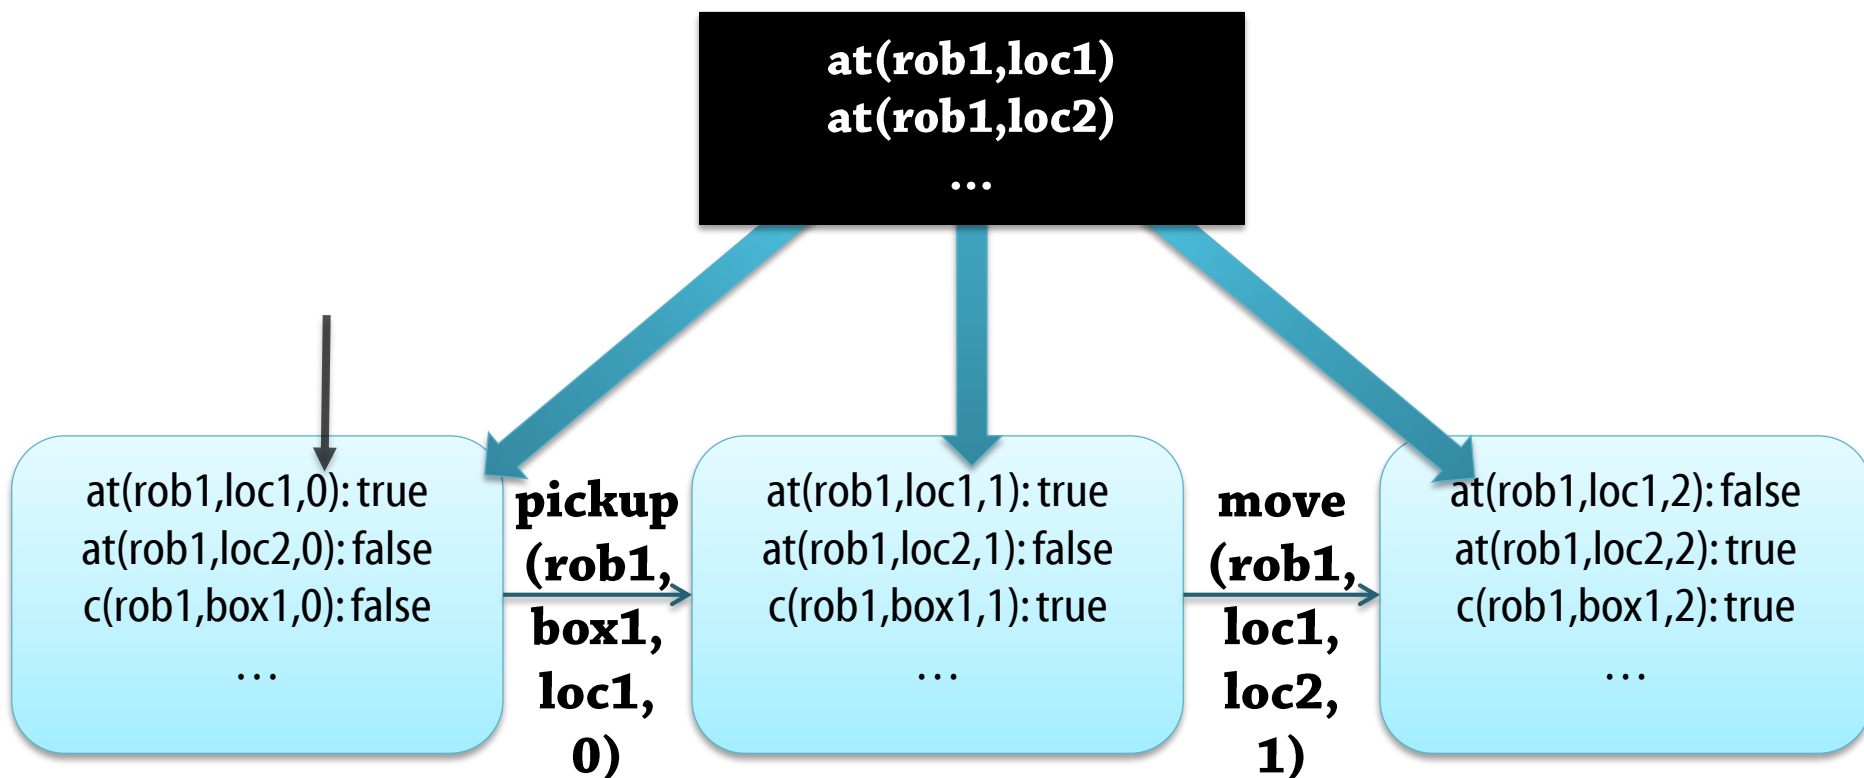 at(rob1,loc1)
at(rob1,loc2)
...
at(rob1,loc1,0): true
at(rob1,loc2,0): false
c(rob1,box1,0): false
...
pickup
(rob1,
box1,
loc1,
0)
at(rob1,loc1,1): true
at(rob1,loc2,1): false
c(rob1,box1,1): true
...
move
(rob1,
loc1,
loc2,
1)
at(rob1,loc1,2): false
at(rob1,loc2,2): true
c(rob1,box1,2): true
...